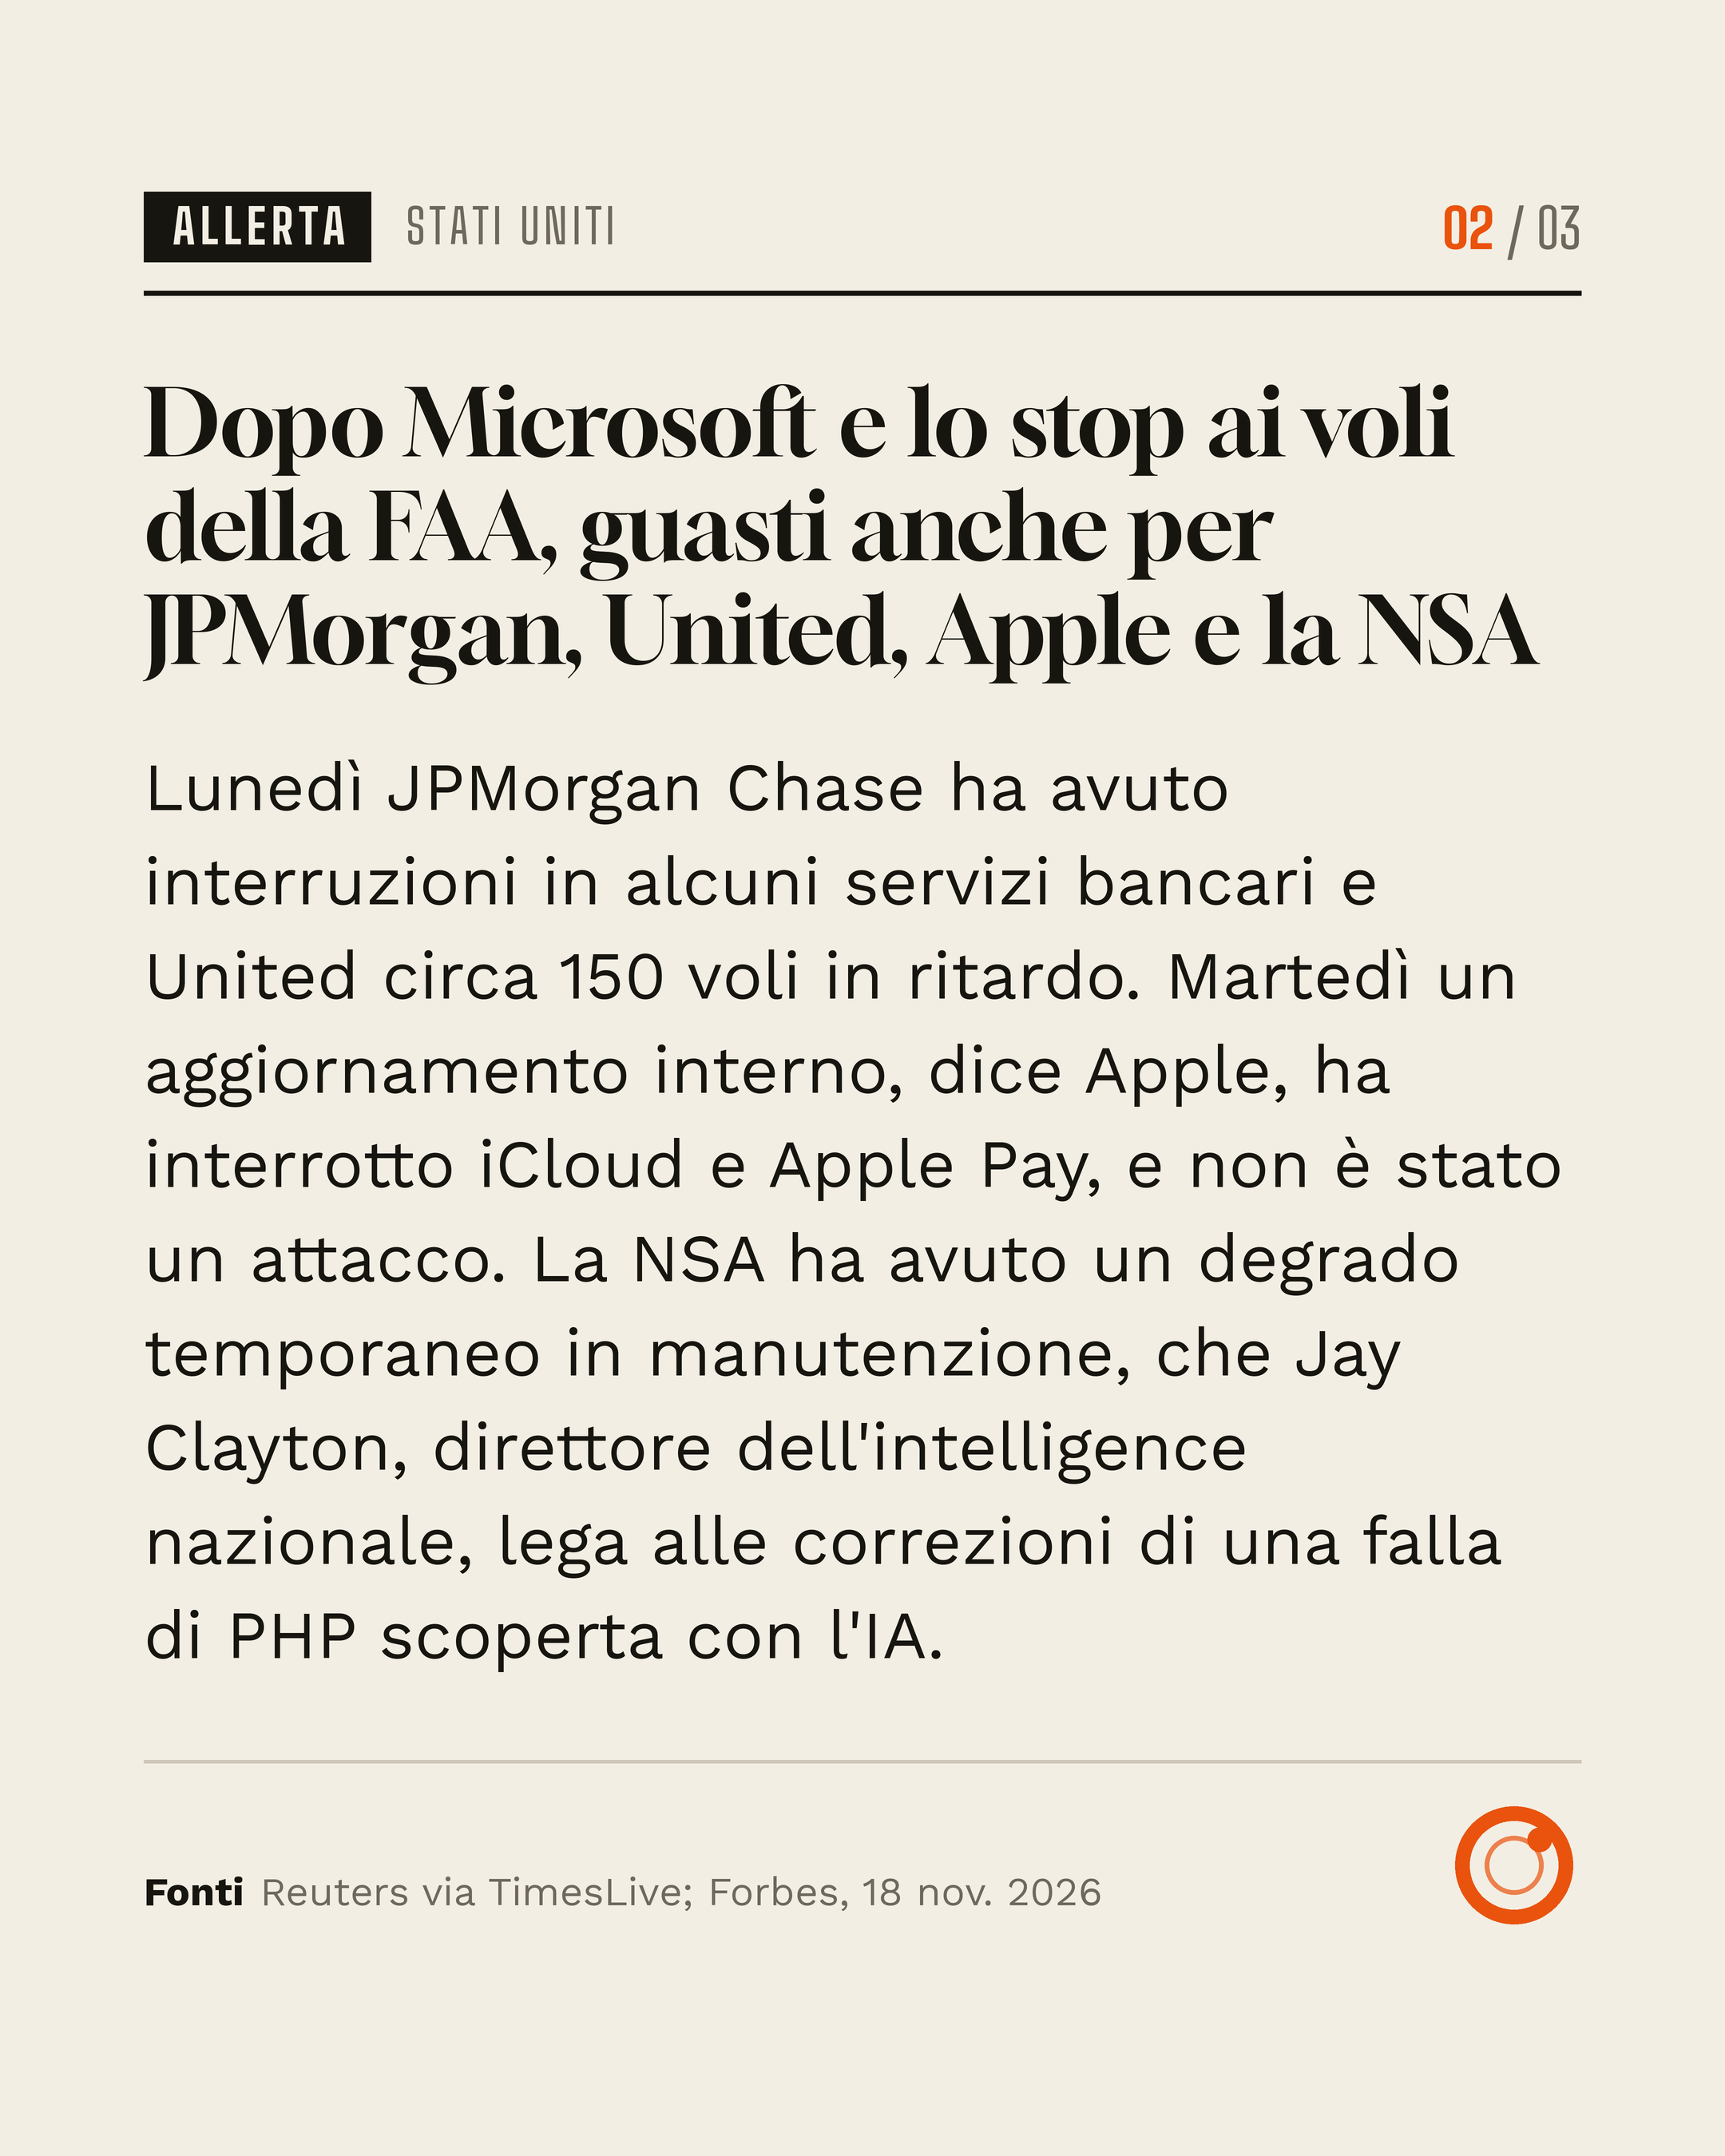 ALLERTA STATI UNITI 02 / 03
Dopo Microsoft e lo stop ai voli
della FAA, guasti anche per
JPMorgan, United, Apple e la NSA
Lunedì JPMorgan Chase ha avuto
interruzioni in alcuni servizi bancari e
United circa 150 voli in ritardo. Martedì un
aggiornamento interno, dice Apple, ha
interrotto iCloud e Apple Pay, e non è stato
un attacco. La NSA ha avuto un degrado
temporaneo in manutenzione, che Jay
Clayton, direttore dell'intelligence
nazionale, lega alle correzioni di una falla
di PHP scoperta con l'IA.
Fonti Reuters via TimesLive; Forbes, 18 nov. 2026